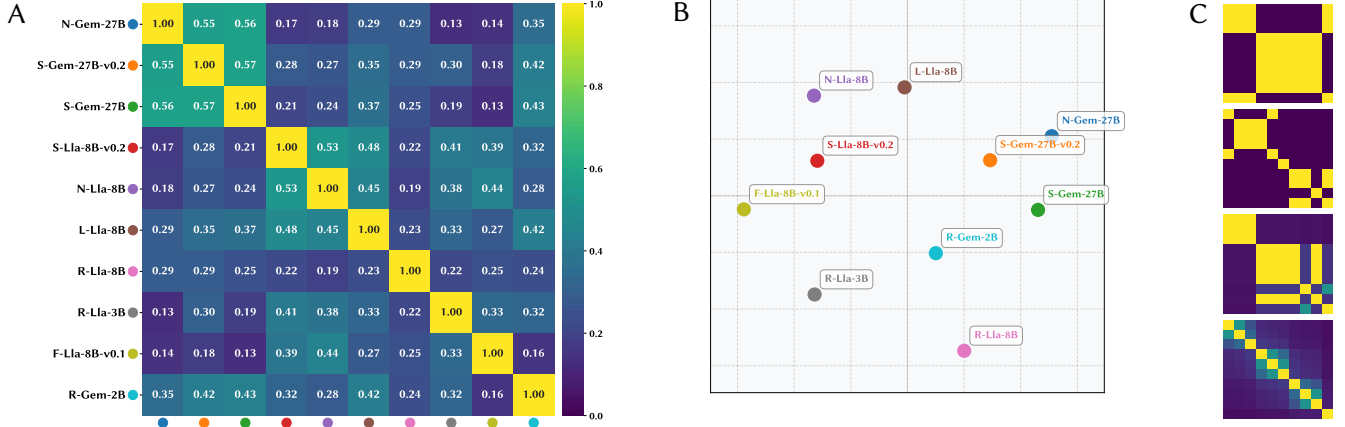 A
N-Gem-27B 1.00 0.55 0.56 0.17 0.18 0.29 0.29 0.13 0.14 0.35
S-Gem-27B-v0.2 0.55 1.00 0.57 0.28 0.27 0.35 0.29 0.30 0.18 0.42
S-Gem-27B 0.56 0.57 1.00 0.21 0.24 0.37 0.25 0.19 0.13 0.43
S-Lla-8B-v0.2 0.17 0.28 0.21 1.00 0.53 0.48 0.22 0.41 0.39 0.32
N-Lla-8B 0.18 0.27 0.24 0.53 1.00 0.45 0.19 0.38 0.44 0.28
L-Lla-8B 0.29 0.35 0.37 0.48 0.45 1.00 0.23 0.33 0.27 0.42
R-Lla-8B 0.29 0.29 0.25 0.22 0.19 0.23 1.00 0.22 0.25 0.24
R-Lla-3B 0.13 0.30 0.19 0.41 0.38 0.33 0.22 1.00 0.33 0.32
F-Lla-8B-v0.1 0.14 0.18 0.13 0.39 0.44 0.27 0.25 0.33 1.00 0.16
R-Gem-2B 0.35 0.42 0.43 0.32 0.28 0.42 0.24 0.32 0.16 1.00
1.0
0.8
0.6
0.4
0.2
0.0
B
L-Lla-8B
N-Lla-8B
N-Gem-27B
S-Lla-8B-v0.2
S-Gem-27B-v0.2
F-Lla-8B-v0.1
S-Gem-27B
R-Gem-2B
R-Lla-3B
R-Lla-8B
C